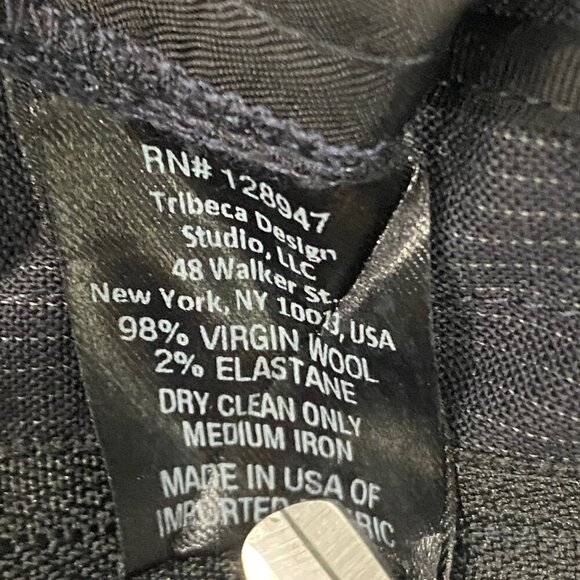 RN# 128947
Tribeca Design
Studio, LLC
48 Walker St.
New York, NY 10013, USA
98% VIRGIN WOOL
2% ELASTANE
DRY CLEAN ONLY
MEDIUM IRON
MADE IN USA OF